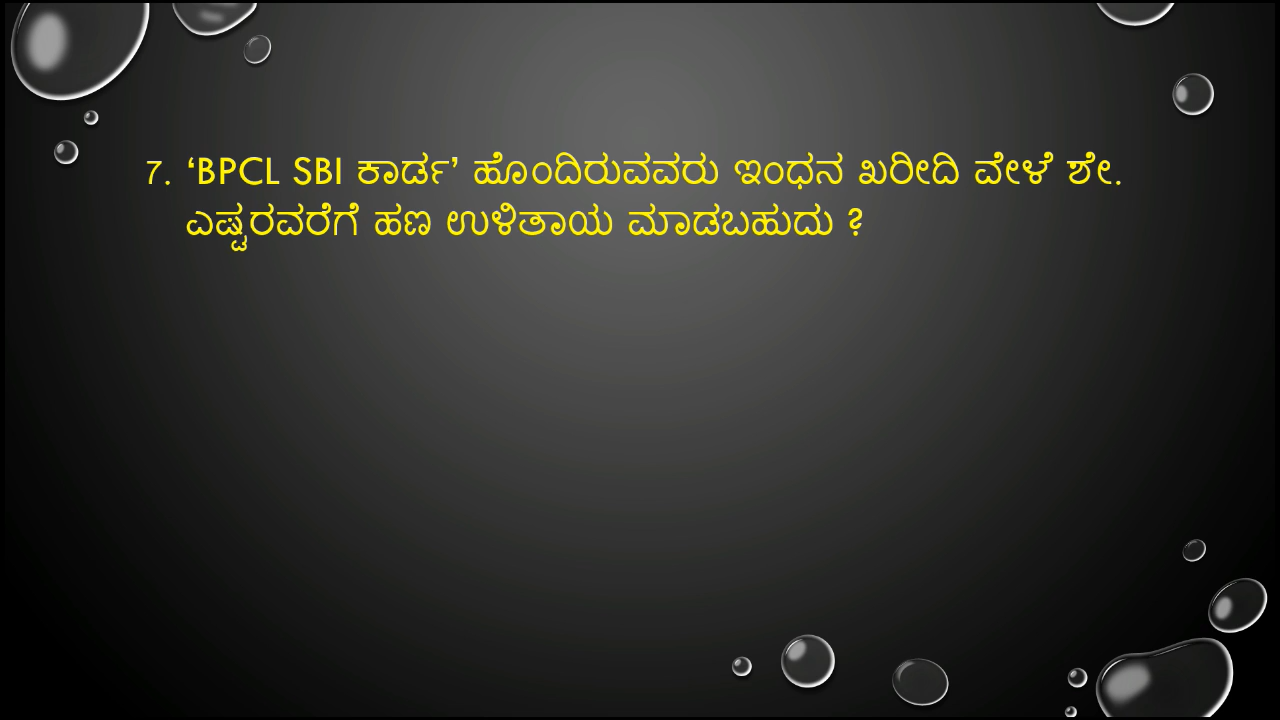 7. ‘BPCL SBI ಕಾರ್ಡ’ ಹೊಂದಿರುವವರು ಇಂಧನ ಖರೀದಿ ವೇಳೆ ಶೇ.
ಎಷ್ಟರವರೆಗೆ ಹಣ ಉಳಿತಾಯ ಮಾಡಬಹುದು ?